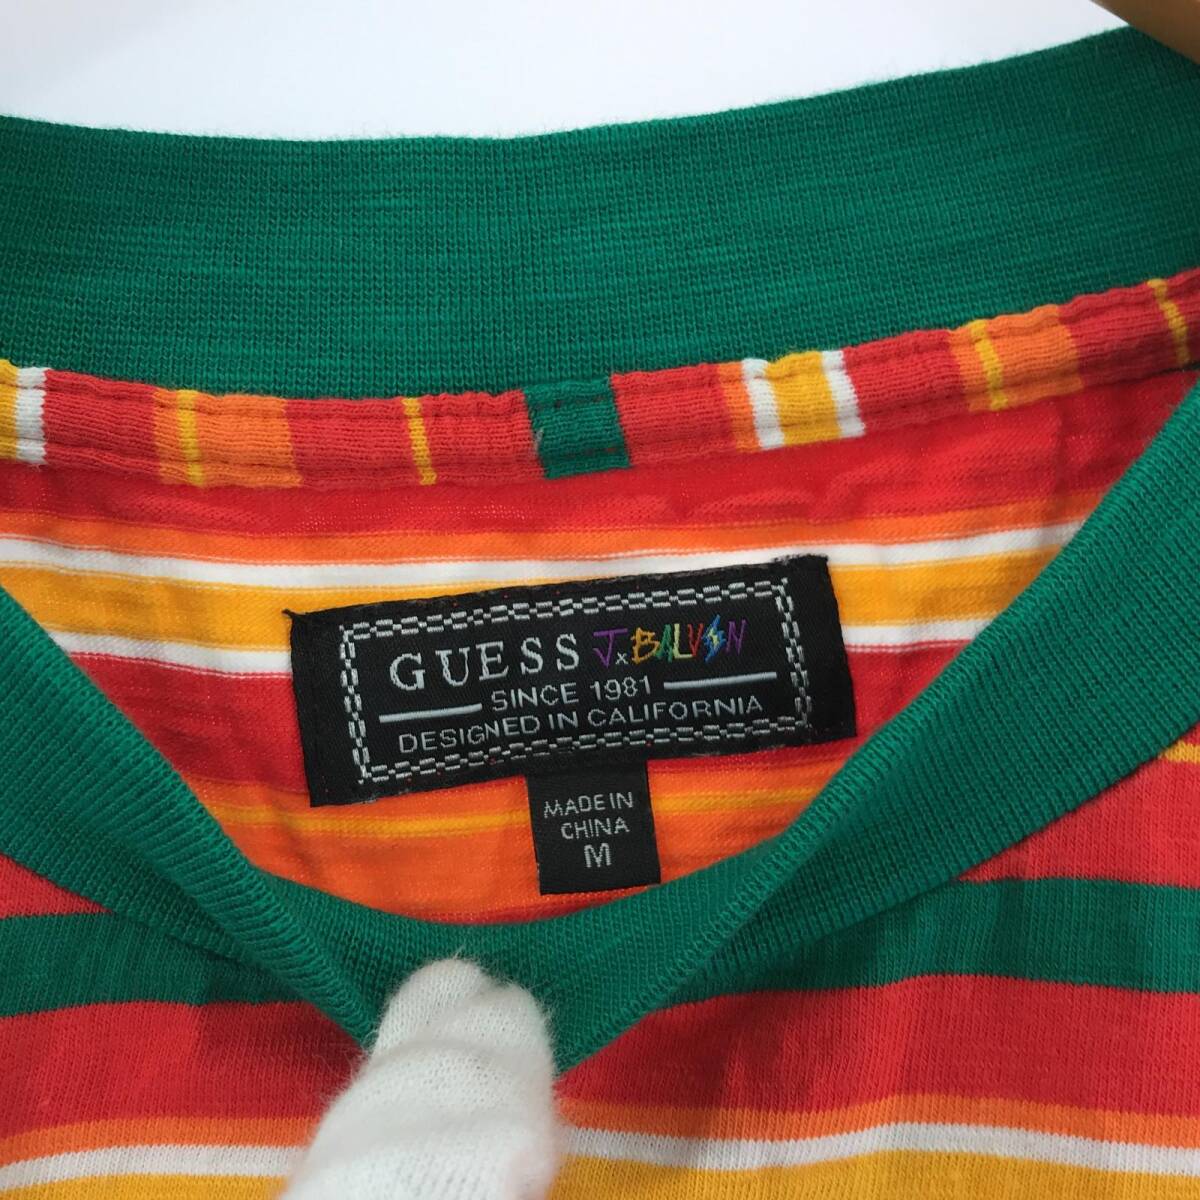 GUESS J. BALVIN
SINCE 1981
DESIGNED IN CALIFORNIA
MADE IN
CHINA
M